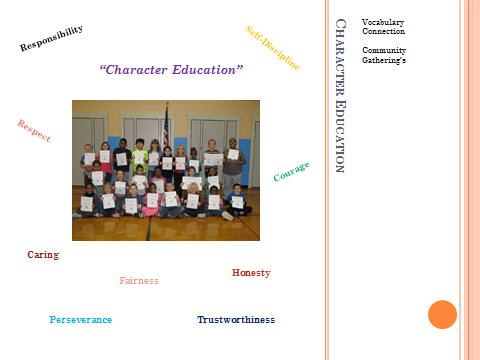 Responsibility
Self-Discipline
“Character Education”
Respect
Courage
Caring
Honesty
Fairness
Perseverance
Trustworthiness
CHARACTER EDUCATION
Vocabulary
Connection
Community
Gathering's